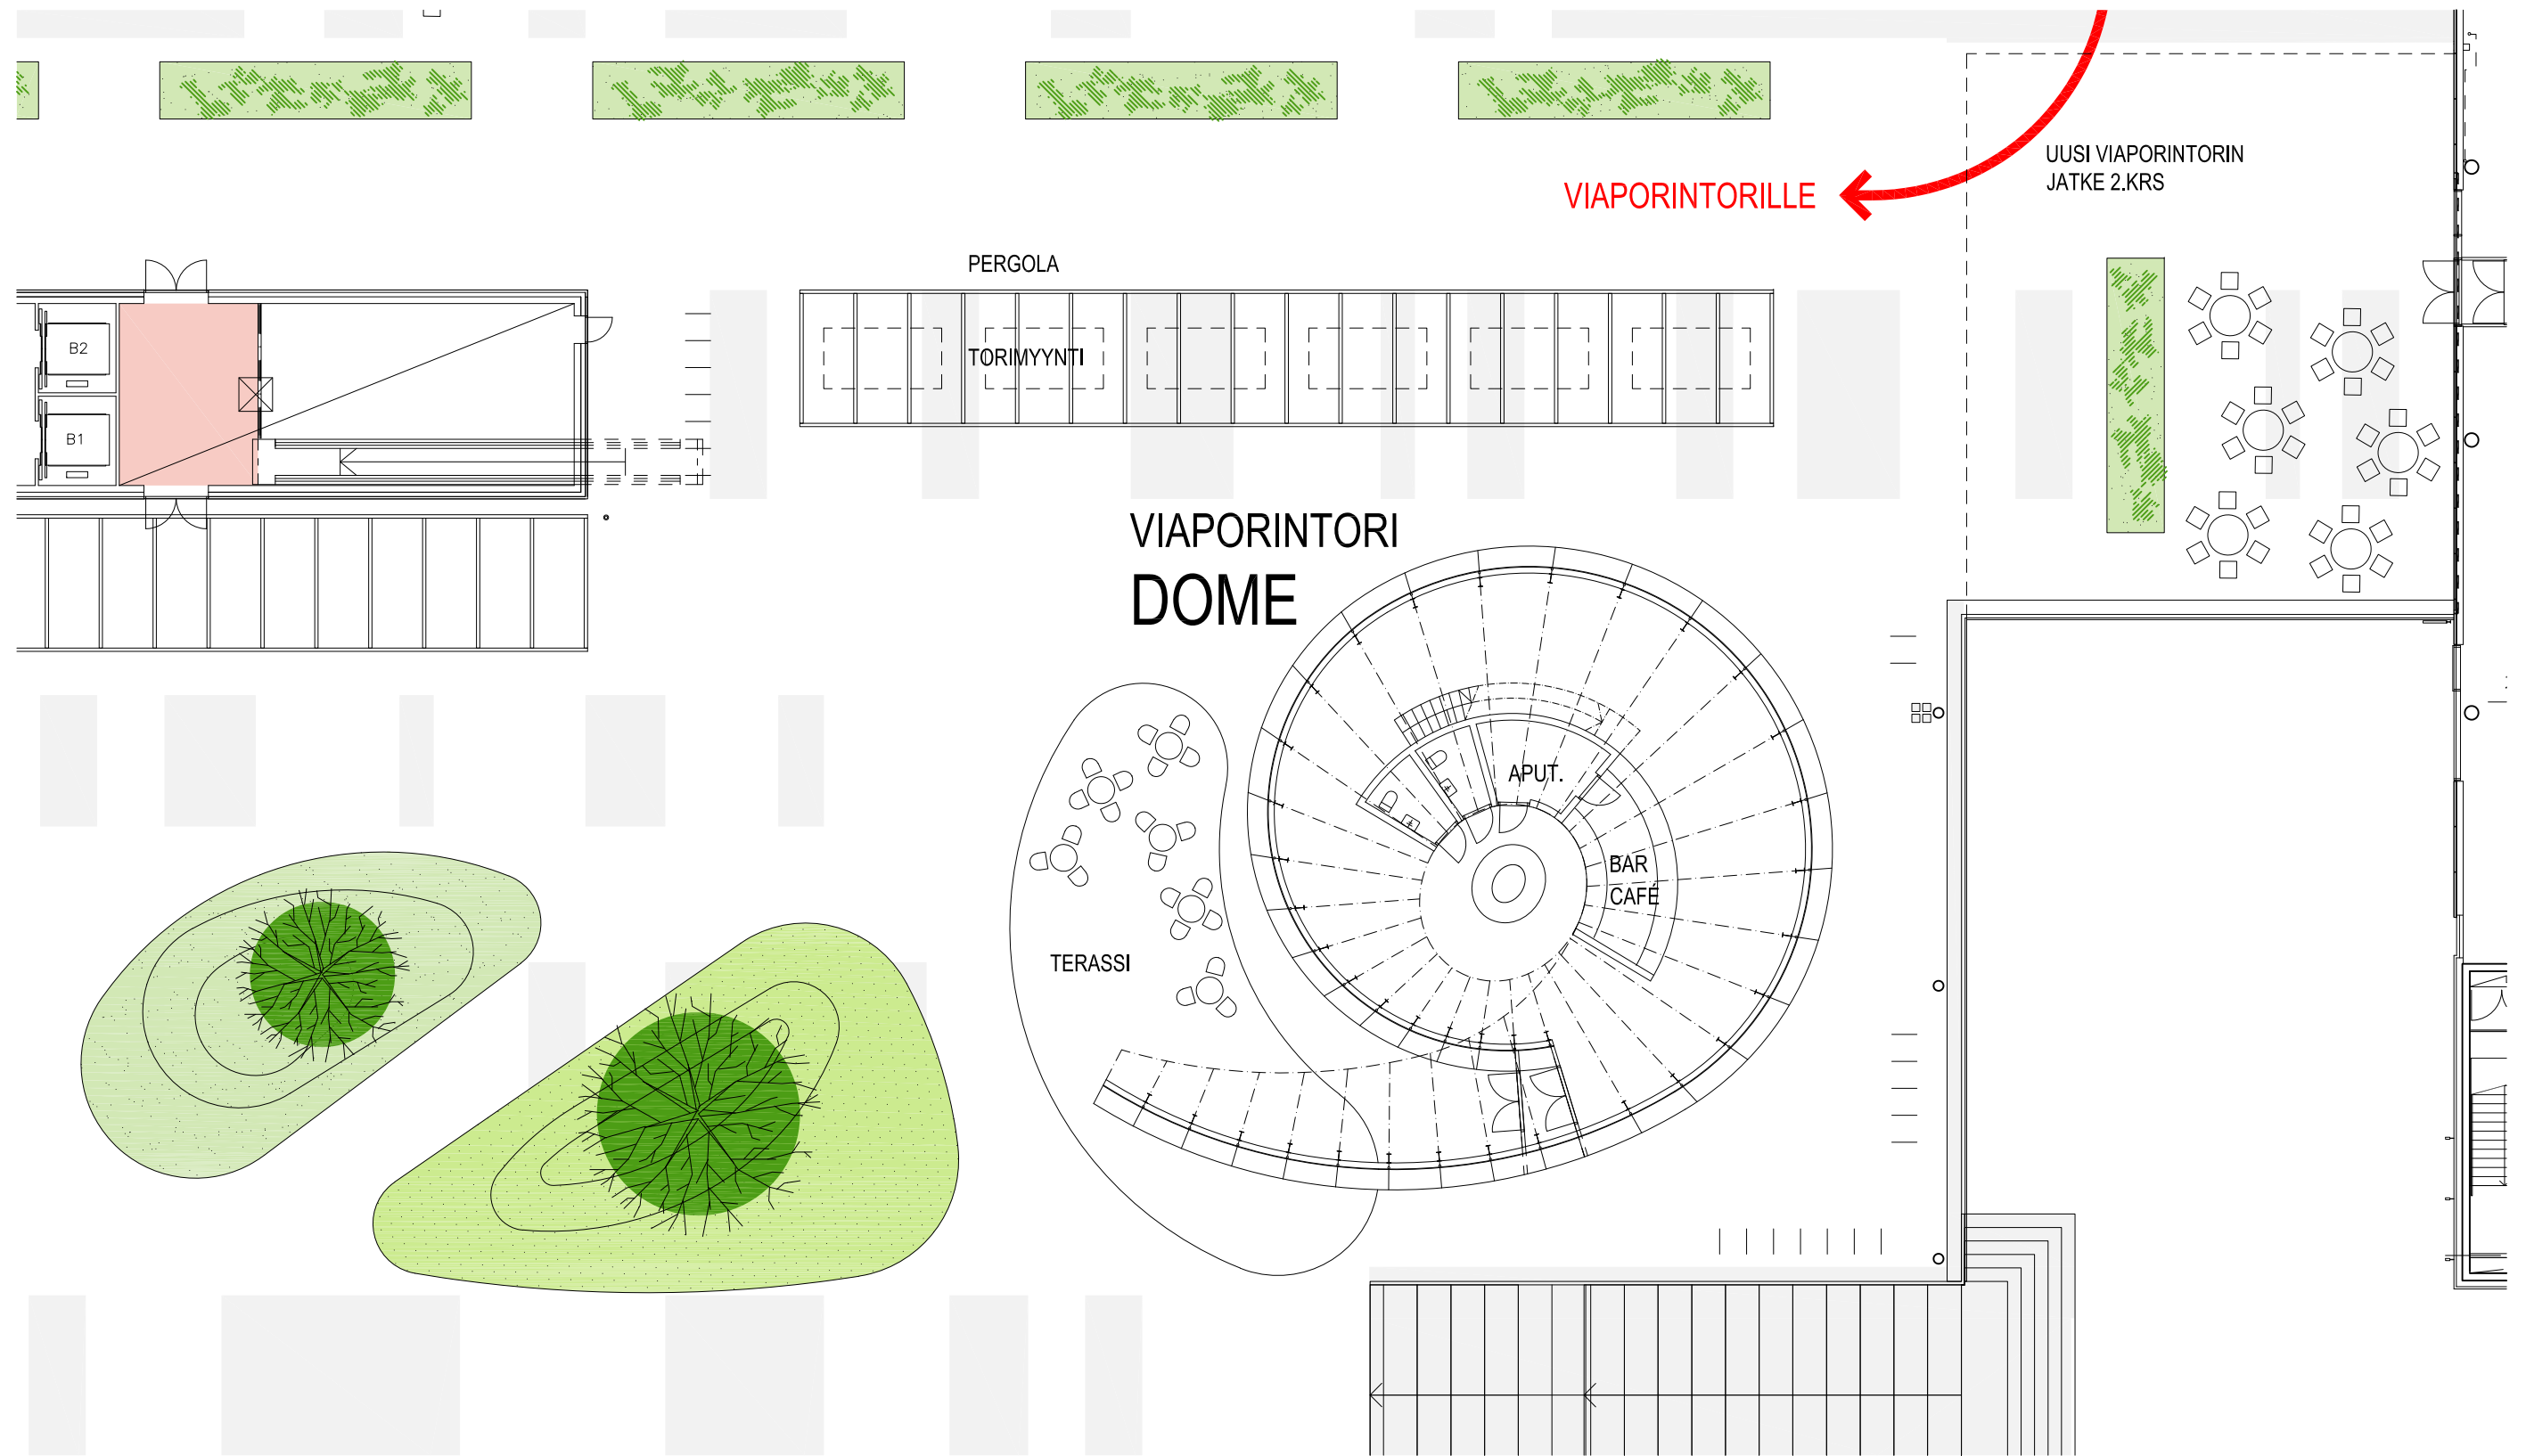 UUSI VIAPORINTORIN
JATKE 2.KRS
VIAPORINTORILLE
PERGOLA
TORIMYYNTI
B2
B1
VIAPORINTORI
DOME
APUT.
BAR
CAFÉ
TERASSI